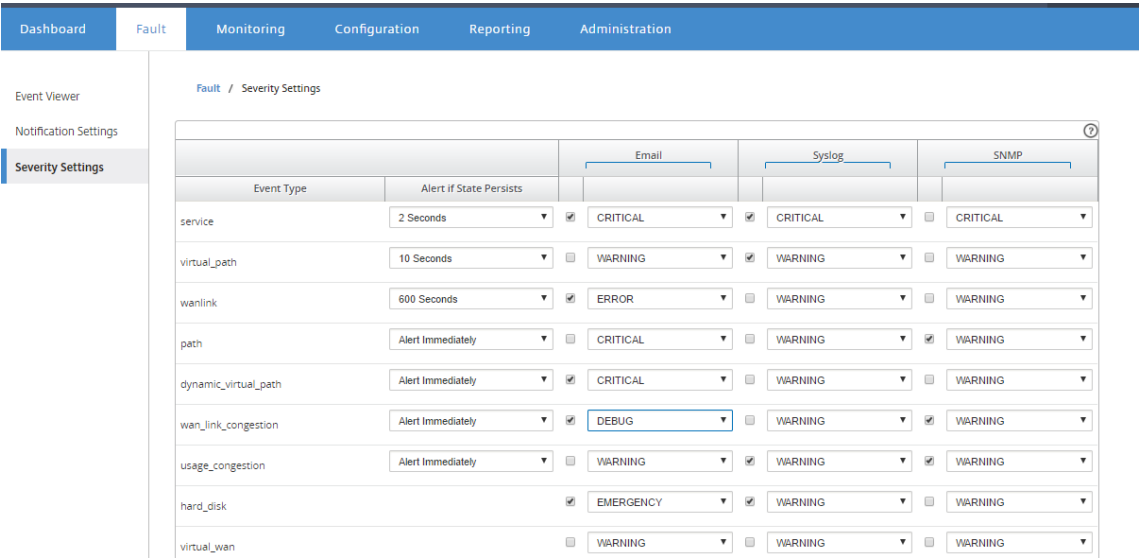 Dashboard Fault Monitoring Configuration Reporting Administration
Event Viewer
Notification Settings
Severity Settings
Fault / Severity Settings
?
Email Syslog SNMP
Event Type Alert if State Persists
service 2 Seconds CRITICAL CRITICAL CRITICAL
virtual_path 10 Seconds WARNING WARNING WARNING
wanlink 600 Seconds ERROR WARNING WARNING
path Alert Immediately CRITICAL WARNING WARNING
dynamic_virtual_path Alert Immediately CRITICAL WARNING WARNING
wan_link_congestion Alert Immediately DEBUG WARNING WARNING
usage_congestion Alert Immediately WARNING WARNING WARNING
hard_disk EMERGENCY WARNING WARNING
virtual_wan WARNING WARNING WARNING